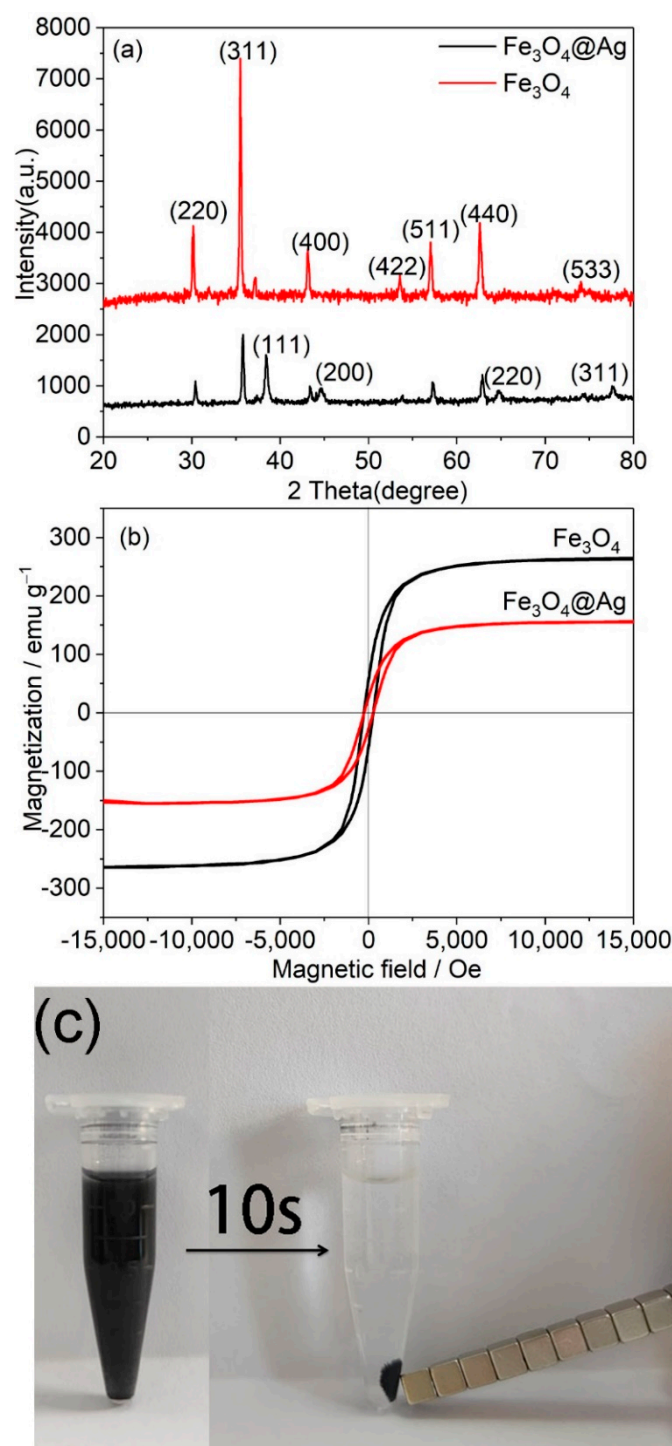 (a)
Fe₃O₄@Ag
Fe₃O₄
(311)
(220)
(400)
(422)
(511)
(440)
(533)
(111)
(200)
(220)
(311)
Intensity(a.u.)
8000
7000
6000
5000
4000
3000
2000
1000
0
20 30 40 50 60 70 80
2 Theta(degree)
(b)
Fe₃O₄
Fe₃O₄@Ag
Magnetization / emu g⁻¹
300
200
100
0
-100
-200
-300
-15,000 -10,000 -5,000 0 5,000 10,000 15,000
Magnetic field / Oe
(c)
10s